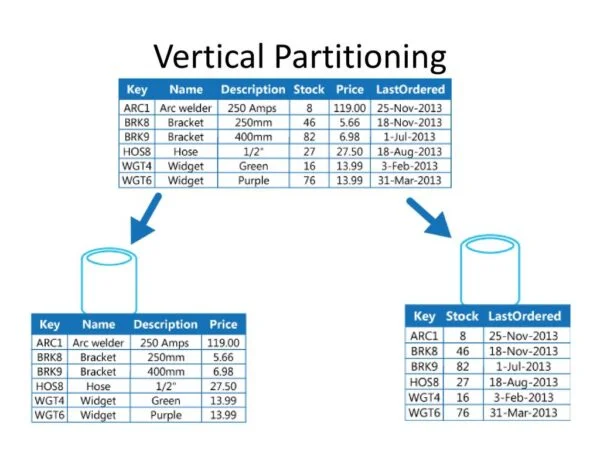 Vertical Partitioning
Key Name Description Stock Price LastOrdered
ARC1 Arc welder 250 Amps 8 119.00 25-Nov-2013
BRK8 Bracket 250mm 46 5.66 18-Nov-2013
BRK9 Bracket 400mm 82 6.98 1-Jul-2013
HOS8 Hose 1/2" 27 27.50 18-Aug-2013
WGT4 Widget Green 16 13.99 3-Feb-2013
WGT6 Widget Purple 76 13.99 31-Mar-2013
Key Name Description Price
ARC1 Arc welder 250 Amps 119.00
BRK8 Bracket 250mm 5.66
BRK9 Bracket 400mm 6.98
HOS8 Hose 1/2" 27.50
WGT4 Widget Green 13.99
WGT6 Widget Purple 13.99
Key Stock LastOrdered
ARC1 8 25-Nov-2013
BRK8 46 18-Nov-2013
BRK9 82 1-Jul-2013
HOS8 27 18-Aug-2013
WGT4 16 3-Feb-2013
WGT6 76 31-Mar-2013